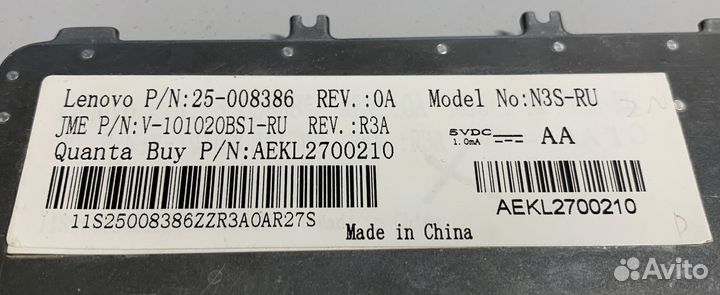 Lenovo P/N:25-008386 REV.:0A Model No:N3S-RU
JME P/N:V-101020BS1-RU REV.:R3A
5VDC
1.0mA
AA
Quanta Buy P/N:AEKL2700210
11S25008386ZZR3A0AR27S
AEKL2700210
Made in China
D
Avito